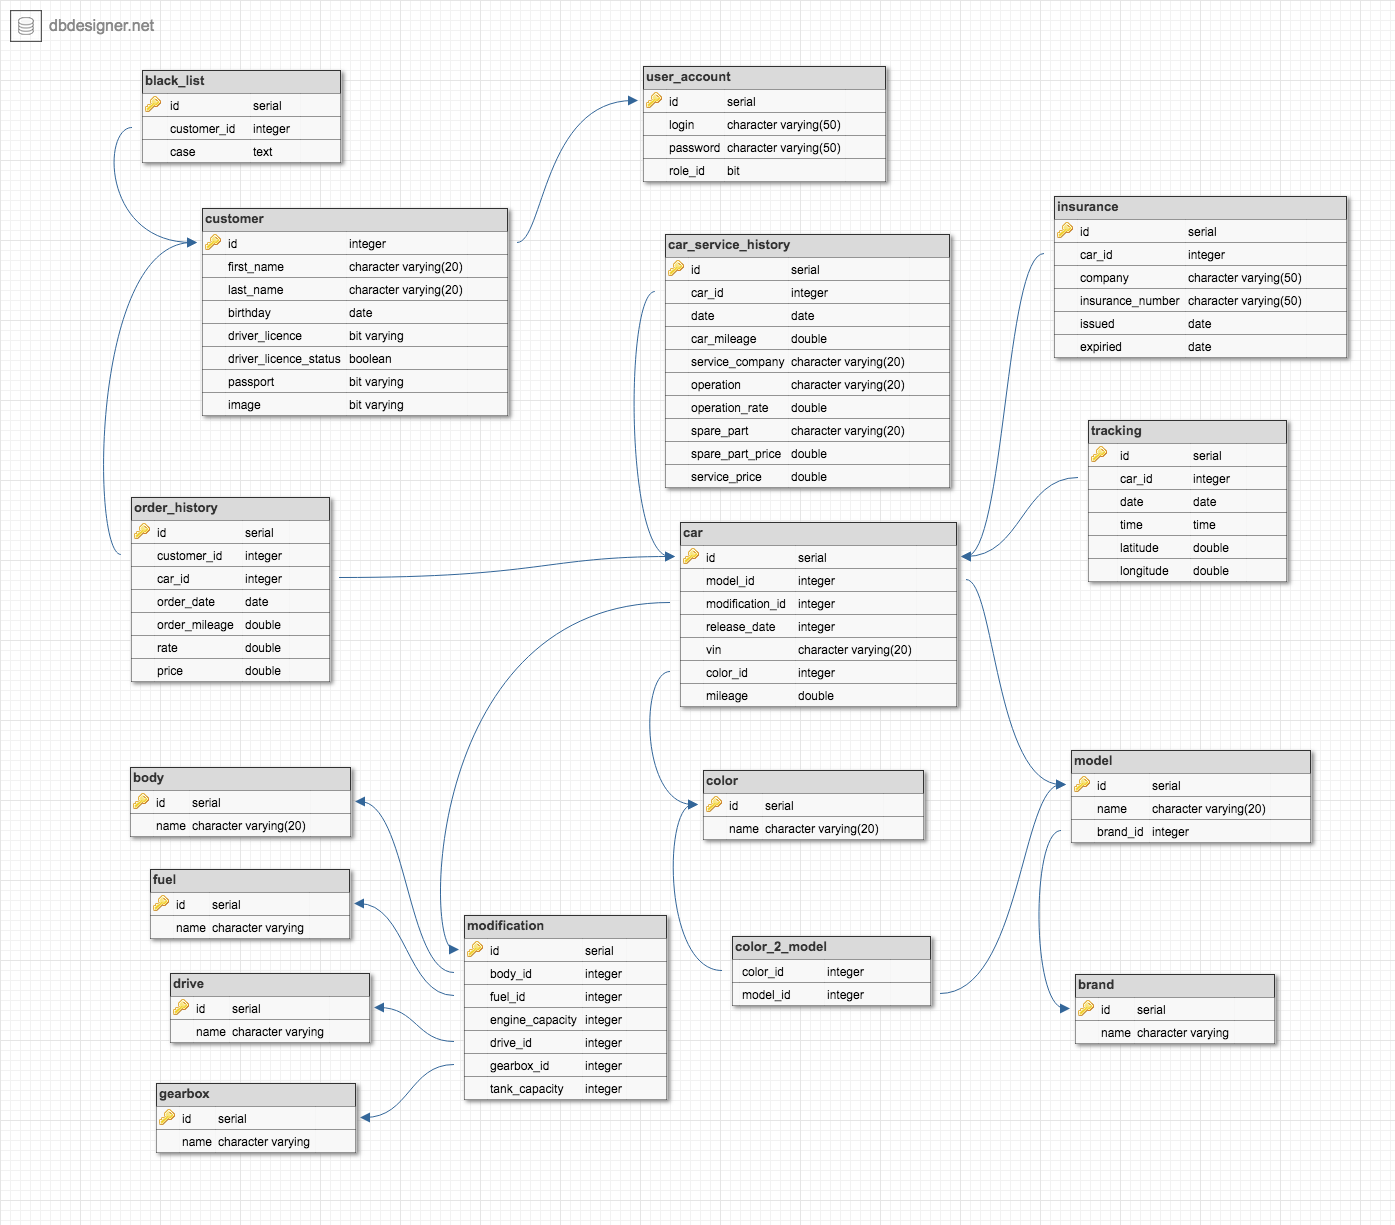 dbdesigner.net
black_list
id serial
customer_id integer
case text
user_account
id serial
login character varying(50)
password character varying(50)
role_id bit
customer
id integer
first_name character varying(20)
last_name character varying(20)
birthday date
driver_licence bit varying
driver_licence_status boolean
passport bit varying
image bit varying
car_service_history
id serial
car_id integer
date date
car_mileage double
service_company character varying(20)
operation character varying(20)
operation_rate double
spare_part character varying(20)
spare_part_price double
service_price double
insurance
id serial
car_id integer
company character varying(50)
insurance_number character varying(50)
issued date
expiried date
tracking
id serial
car_id integer
date date
time time
latitude double
longitude double
order_history
id serial
customer_id integer
car_id integer
order_date date
order_mileage double
rate double
price double
car
id serial
model_id integer
modification_id integer
release_date integer
vin character varying(20)
color_id integer
mileage double
body
id serial
name character varying(20)
color
id serial
name character varying(20)
model
id serial
name character varying(20)
brand_id integer
fuel
id serial
name character varying
modification
id serial
body_id integer
fuel_id integer
engine_capacity integer
drive_id integer
gearbox_id integer
tank_capacity integer
color_2_model
color_id integer
model_id integer
drive
id serial
name character varying
brand
id serial
name character varying
gearbox
id serial
name character varying